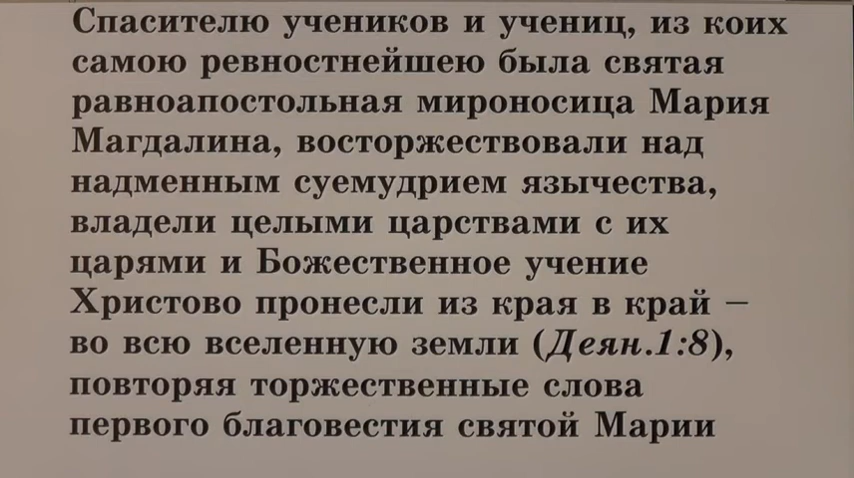 Спасителю учеников и учениц, из коих
самою ревностнейшею была святая
равноапостольная мироносица Мария
Магдалина, восторжествовали над
надменным суемудрием язычества,
владели целыми царствами с их
царями и Божественное учение
Христово пронесли из края в край –
во всю вселенную земли (Деян.1:8),
повторяя торжественные слова
первого благовестия святой Марии